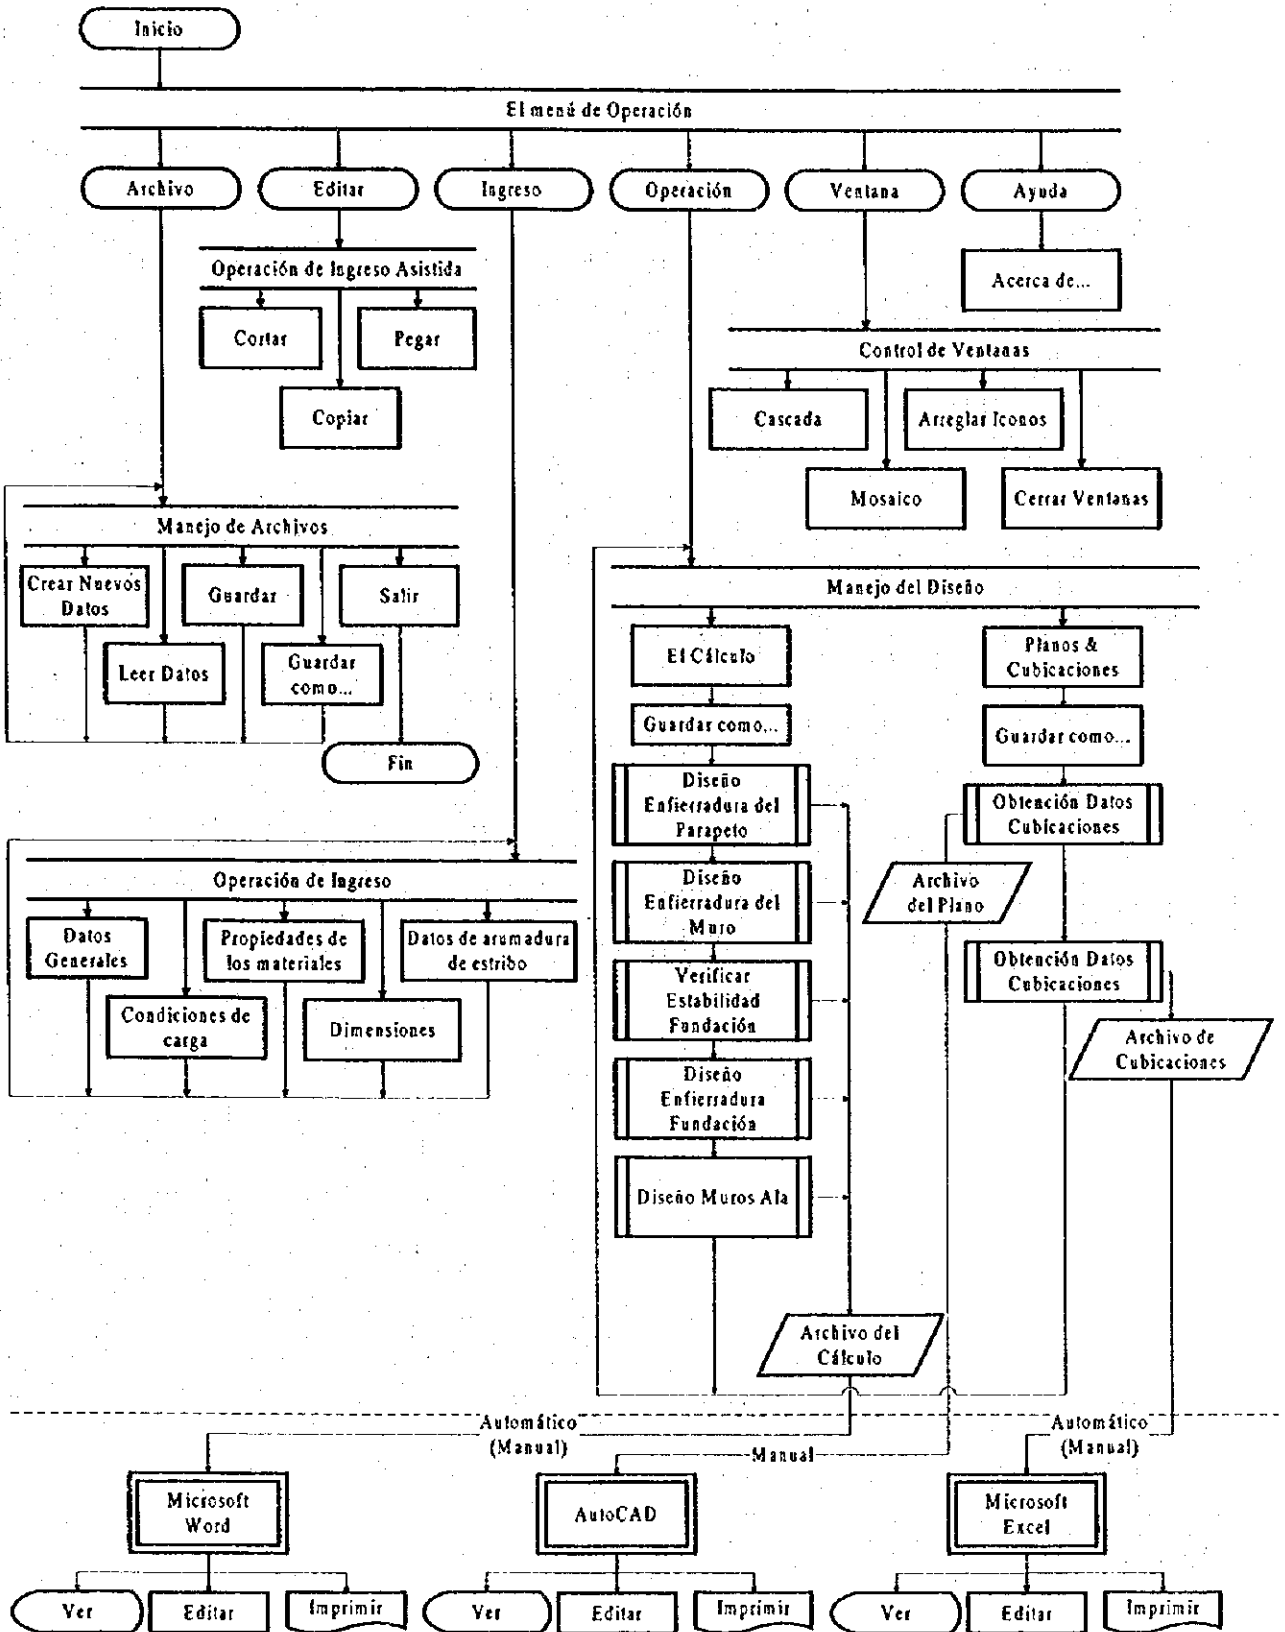 Inicio
El menú de Operación
Archivo
Editar
Ingreso
Operación
Ventana
Ayuda
Operación de Ingreso Asistida
Cortar
Pegar
Copiar
Acerca de...
Control de Ventanas
Cascada
Arreglar Iconos
Mosaico
Cerrar Ventanas
Manejo de Archivos
Crear Nuevos
Datos
Guardar
Salir
Leer Datos
Guardar
como...
Fin
Manejo del Diseño
El Cálculo
Guardar como...
Diseño
Enfierradura del
Parapeto
Diseño
Enfierradura del
Muro
Verificar
Estabilidad
Fundación
Diseño
Enfierradura
Fundación
Diseño Muros Ala
Planos &
Cubicaciones
Guardar como...
Obtención Datos
Cubicaciones
Archivo
del Plano
Obtención Datos
Cubicaciones
Archivo de
Cubicaciones
Operación de Ingreso
Datos
Generales
Propiedades de
los materiales
Datos de arumadura
de estribo
Condiciones de
carga
Dimensiones
Archivo del
Cálculo
Automático
(Manual)
Manual
Automático
(Manual)
Microsoft
Word
AutoCAD
Microsoft
Excel
Ver
Editar
Imprimir
Ver
Editar
Imprimir
Ver
Editar
Imprimir